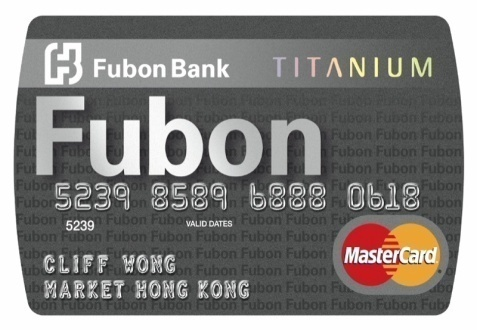 Fubon Bank TITANIUM
Fubon
5239 8589 6888 0618
5239 VALID DATES
CLIFF WONG
MARKET HONG KONG
MasterCard